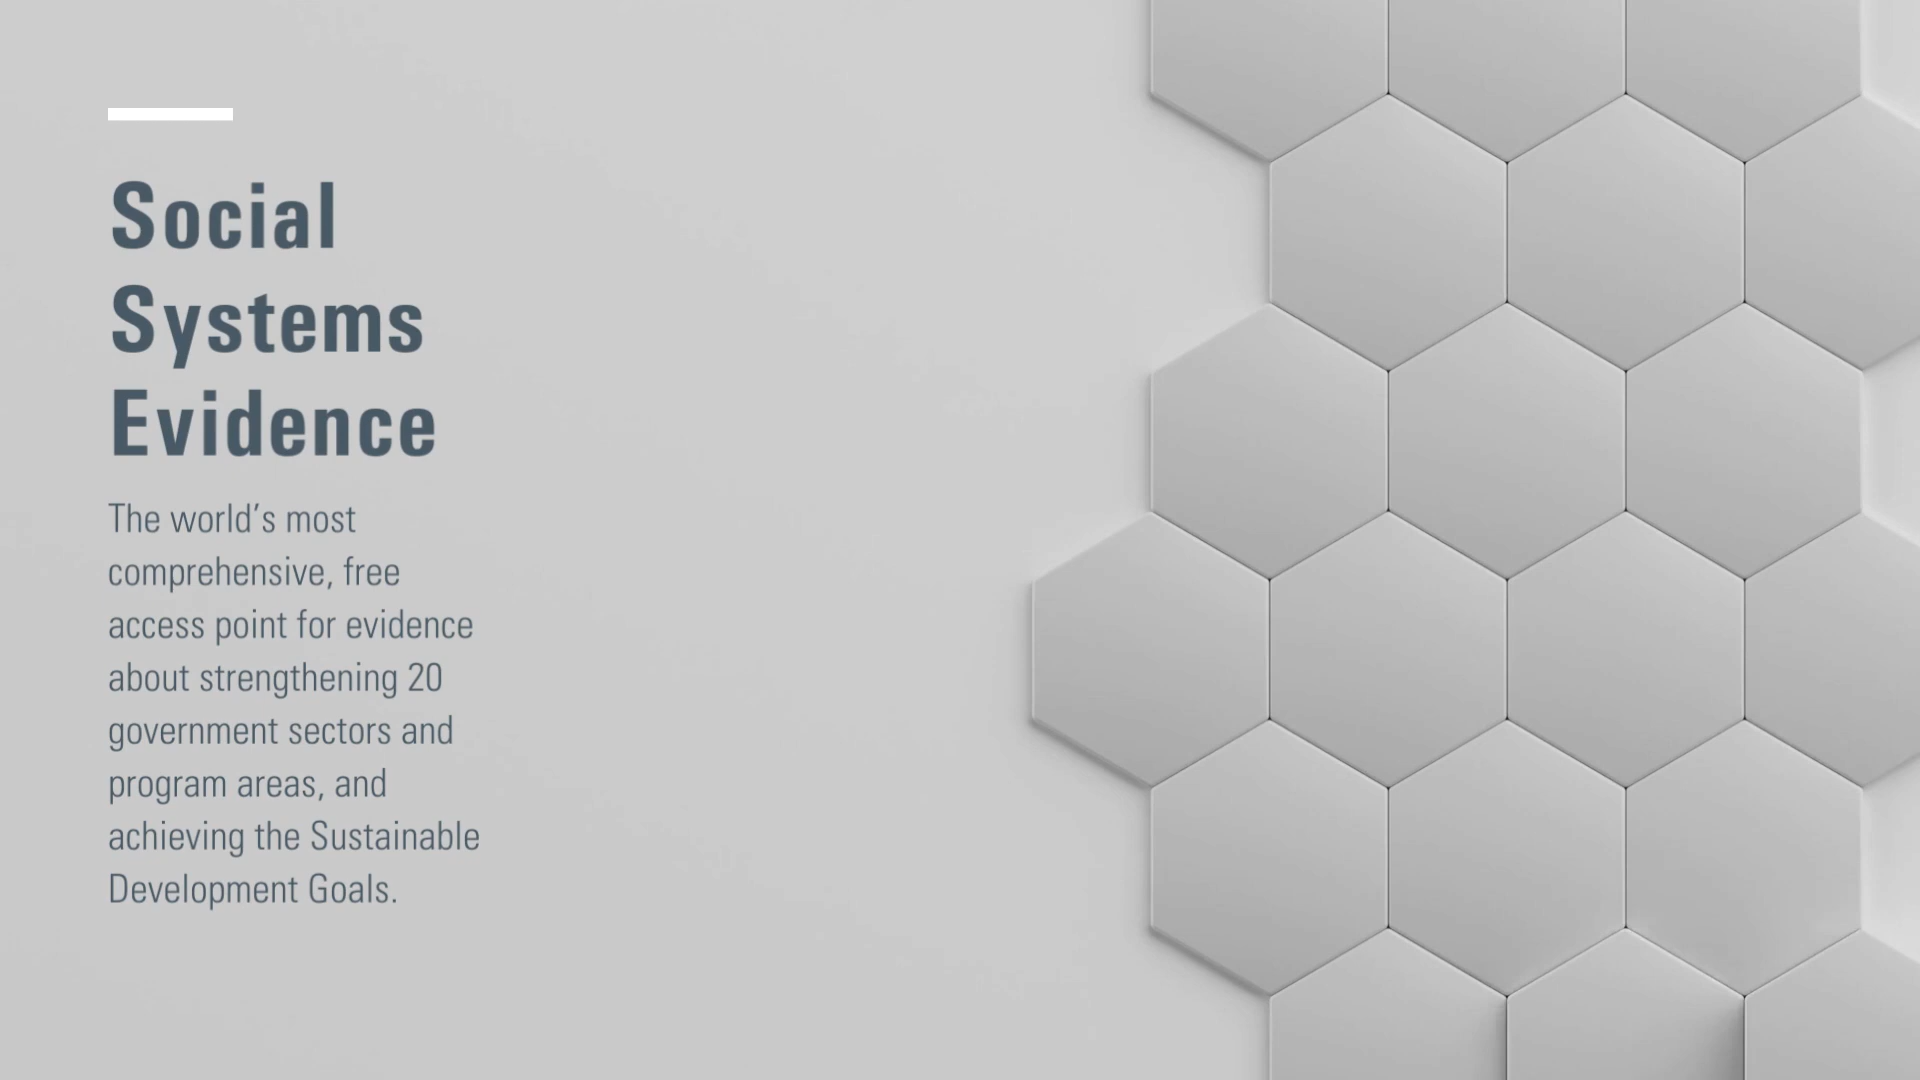 Social
Systems
Evidence
The world’s most
comprehensive, free
access point for evidence
about strengthening 20
government sectors and
program areas, and
achieving the Sustainable
Development Goals.